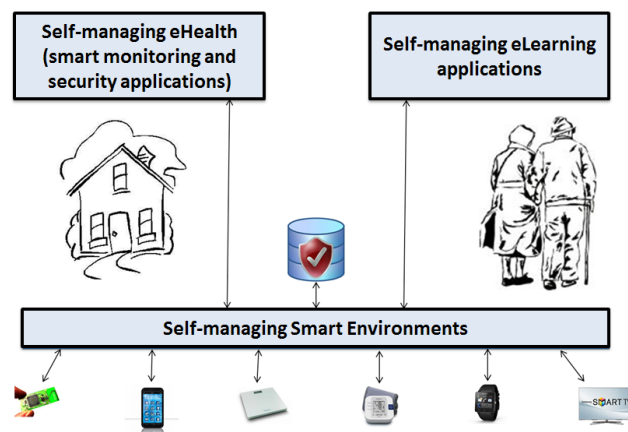 Self-managing eHealth
(smart monitoring and
security applications)
Self-managing eLearning
applications
Self-managing Smart Environments
SMART TV